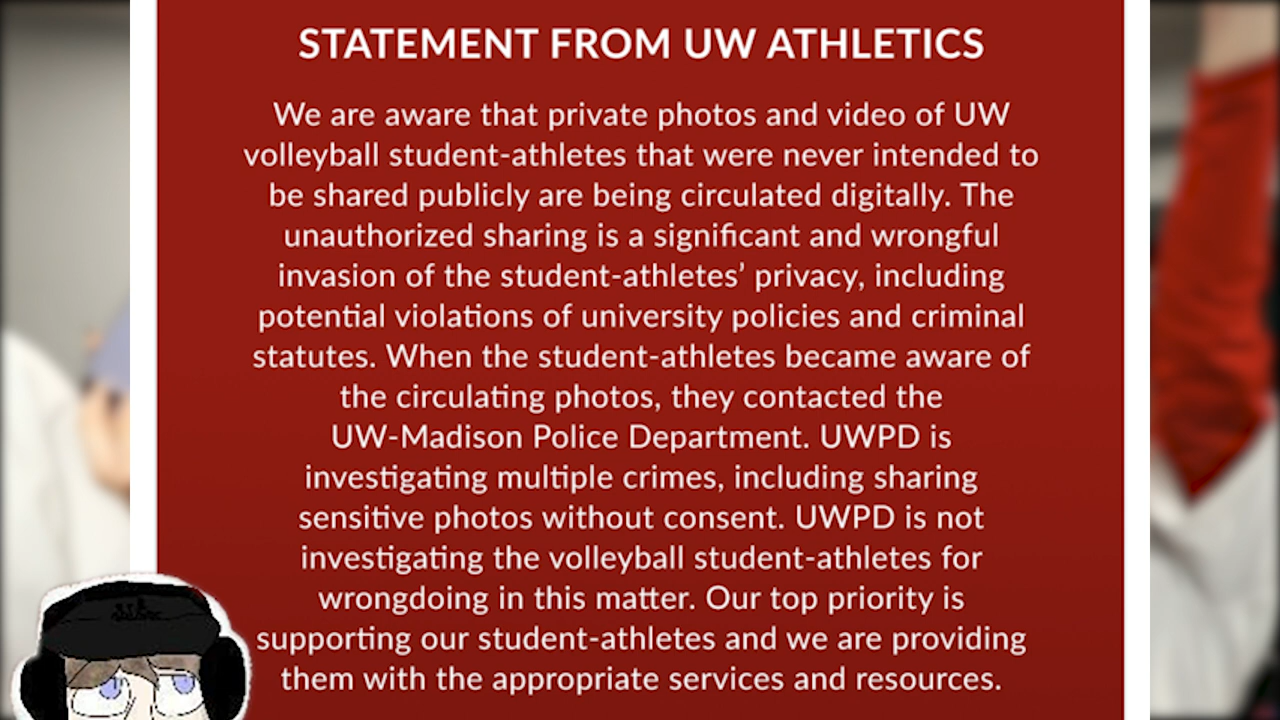 STATEMENT FROM UW ATHLETICS
We are aware that private photos and video of UW
volleyball student-athletes that were never intended to
be shared publicly are being circulated digitally. The
unauthorized sharing is a significant and wrongful
invasion of the student-athletes’ privacy, including
potential violations of university policies and criminal
statutes. When the student-athletes became aware of
the circulating photos, they contacted the
UW-Madison Police Department. UWPD is
investigating multiple crimes, including sharing
sensitive photos without consent. UWPD is not
investigating the volleyball student-athletes for
wrongdoing in this matter. Our top priority is
supporting our student-athletes and we are providing
them with the appropriate services and resources.